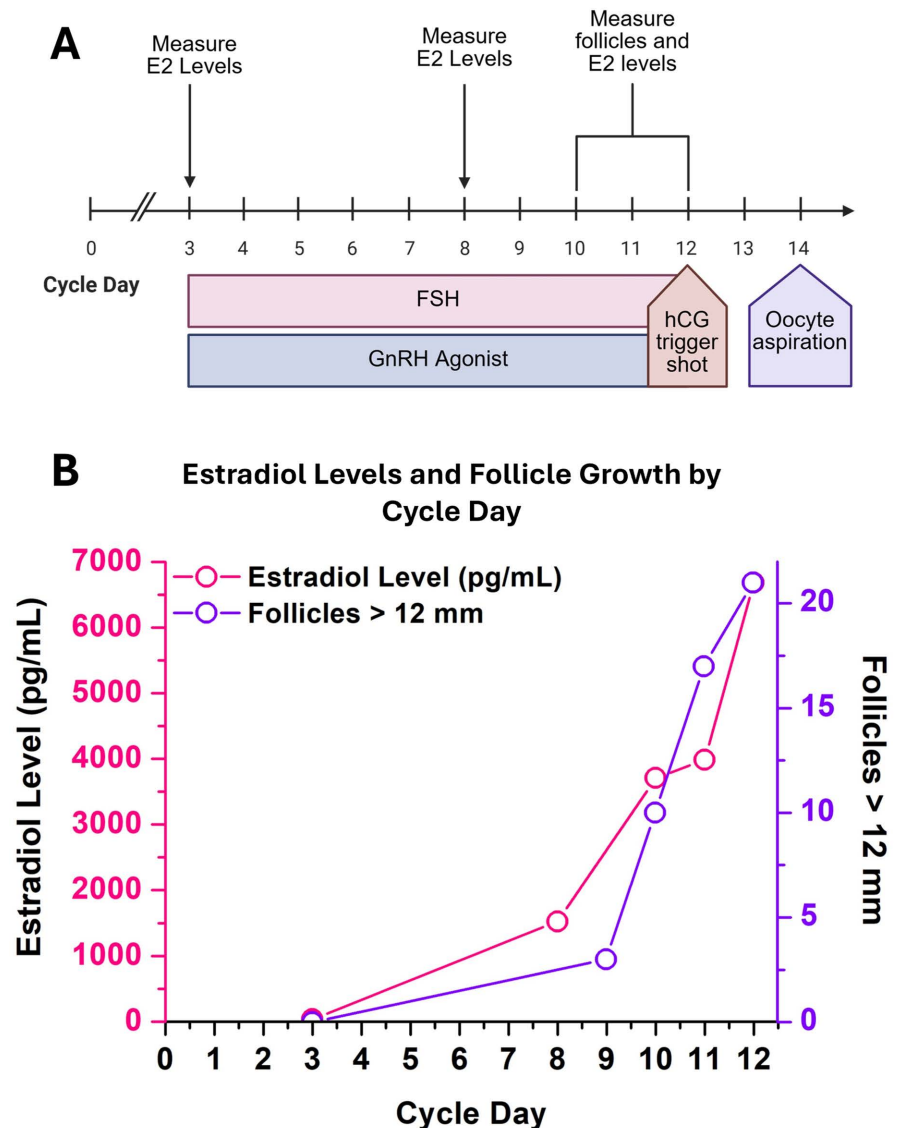 A
Measure
E2 Levels
Measure
E2 Levels
Measure
follicles and
E2 levels
0 3 4 5 6 7 8 9 10 11 12 13 14
Cycle Day
FSH
GnRH Agonist
hCG
trigger
shot
Oocyte
aspiration
B
Estradiol Levels and Follicle Growth by
Cycle Day
Estradiol Level (pg/mL)
7000
6000
5000
4000
3000
2000
1000
0
Estradiol Level (pg/mL)
Follicles > 12 mm
20
15
10
5
0
Follicles > 12 mm
0 1 2 3 4 5 6 7 8 9 10 11 12
Cycle Day